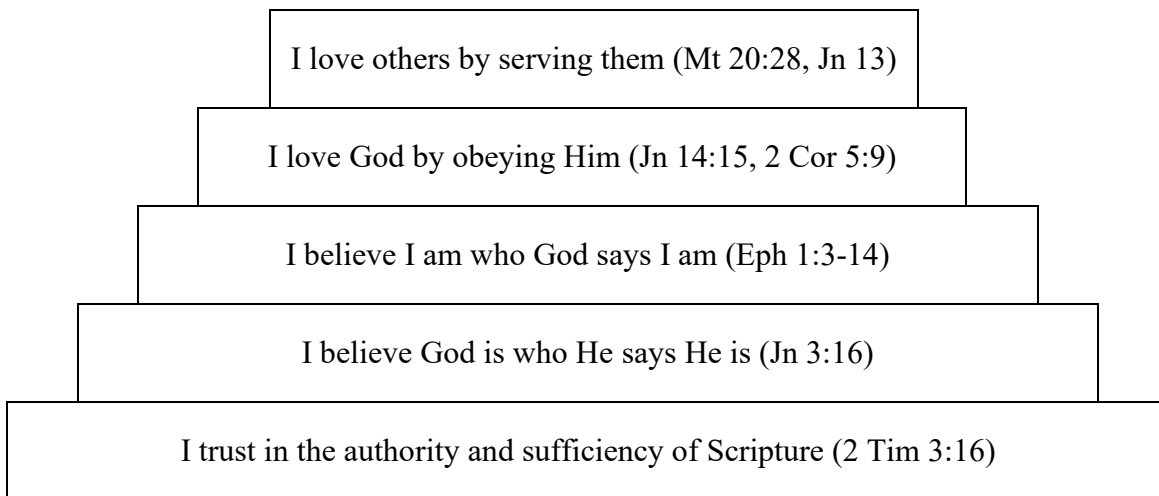 I love others by serving them (Mt 20:28, Jn 13)
I love God by obeying Him (Jn 14:15, 2 Cor 5:9)
I believe I am who God says I am (Eph 1:3-14)
I believe God is who He says He is (Jn 3:16)
I trust in the authority and sufficiency of Scripture (2 Tim 3:16)